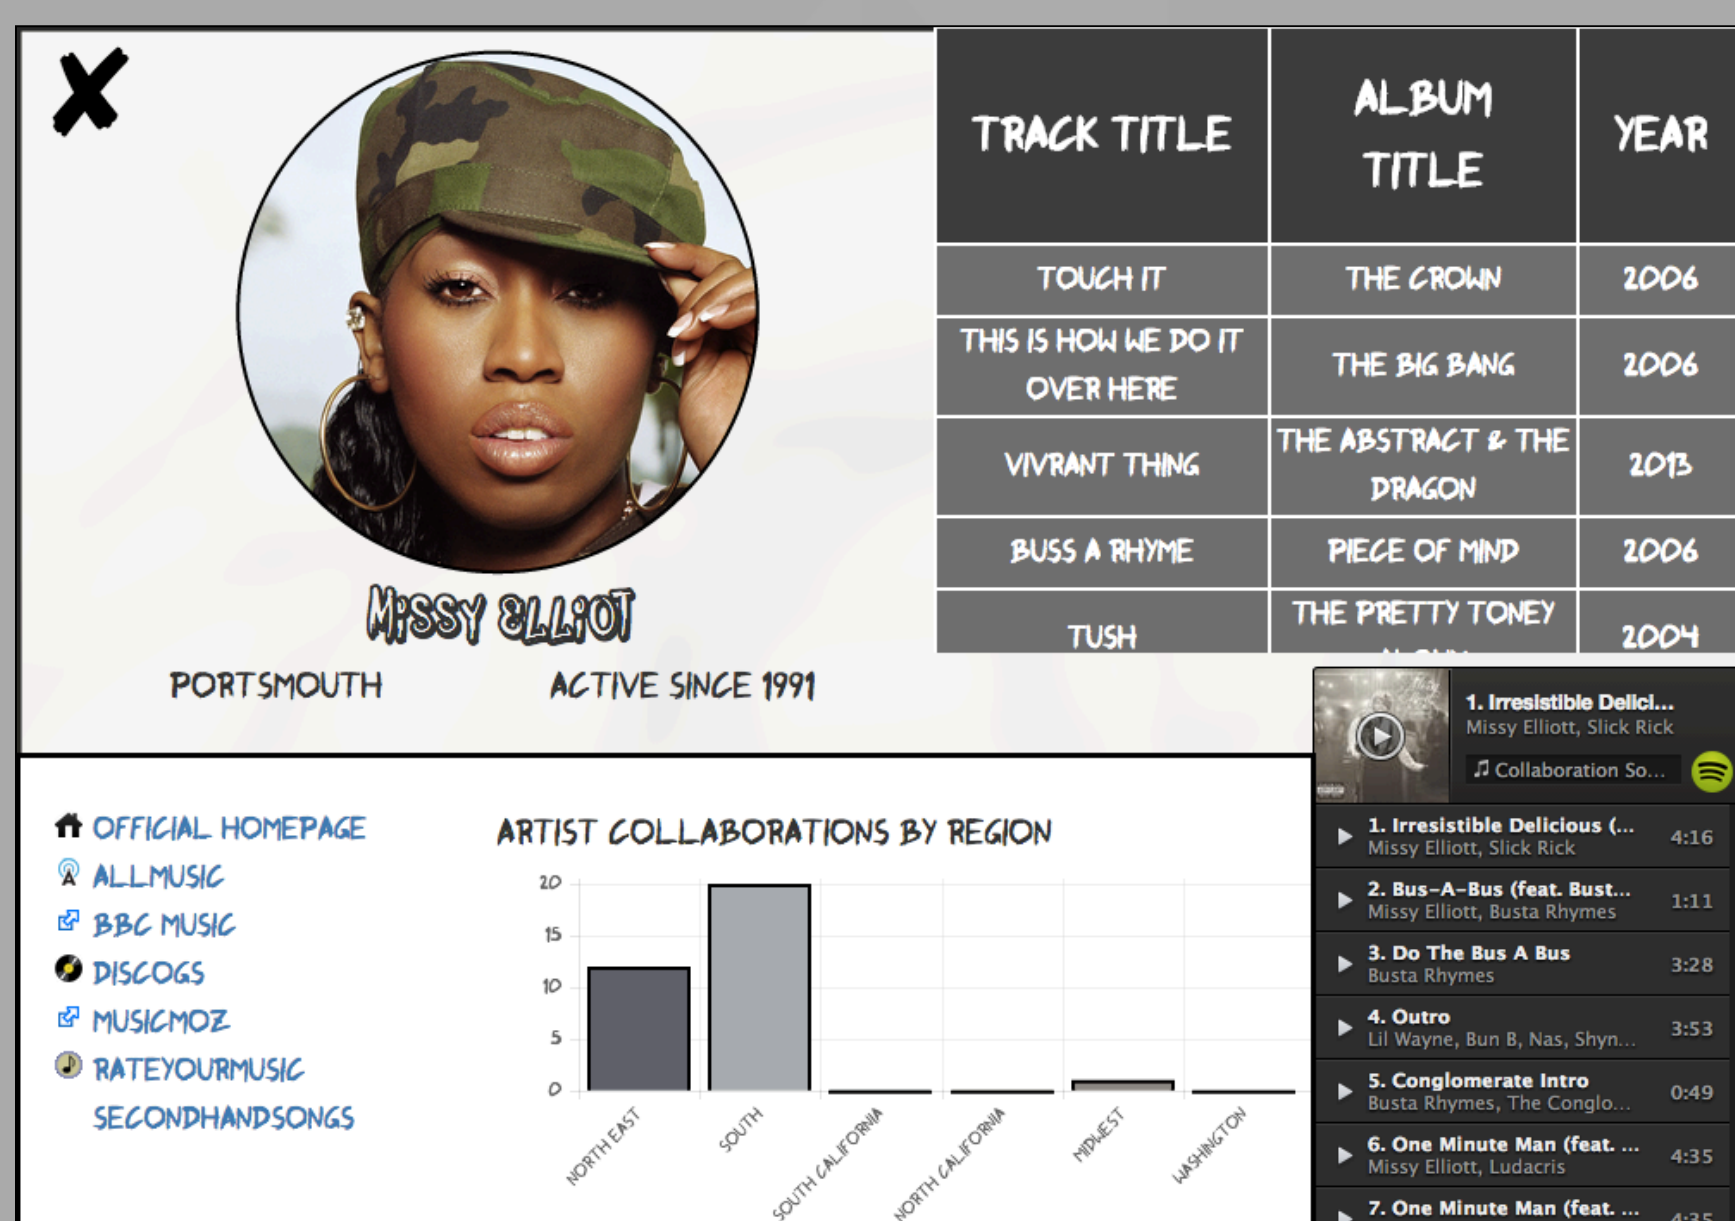 X
TRACK TITLE
ALBUM
TITLE
YEAR
TOUCH IT
THE CROWN
2006
THIS IS HOW WE DO IT
OVER HERE
THE BIG BANG
2006
VIVRANT THING
THE ABSTRACT & THE
DRAGON
2013
BUSS A RHYME
PIECE OF MIND
2006
TUSH
THE PRETTY TONEY
2004
MISSY ELLIOT
PORTSMOUTH
ACTIVE SINCE 1991
OFFICIAL HOMEPAGE
ALLMUSIC
BBC MUSIC
DISCOGS
MUSICMOZ
RATEYOURMUSIC
SECONDHANDSONGS
ARTIST COLLABORATIONS BY REGION
20
15
10
5
0
NORTH EAST
SOUTH
SOUTH CALIFORNIA
NORTH CALIFORNIA
MIDWEST
WASHINGTON
1. Irresistible Delici...
Missy Elliott, Slick Rick
Collaboration So...
1. Irresistible Delicious (...
Missy Elliott, Slick Rick
4:16
2. Bus-A-Bus (feat. Bust...
Missy Elliott, Busta Rhymes
1:11
3. Do The Bus A Bus
Busta Rhymes
3:28
4. Outro
Lil Wayne, Bun B, Nas, Shyn...
3:53
5. Conglomerate Intro
Busta Rhymes, The Conglo...
0:49
6. One Minute Man (feat. ...
Missy Elliott, Ludacris
4:35
7. One Minute Man (feat. ...
4:35